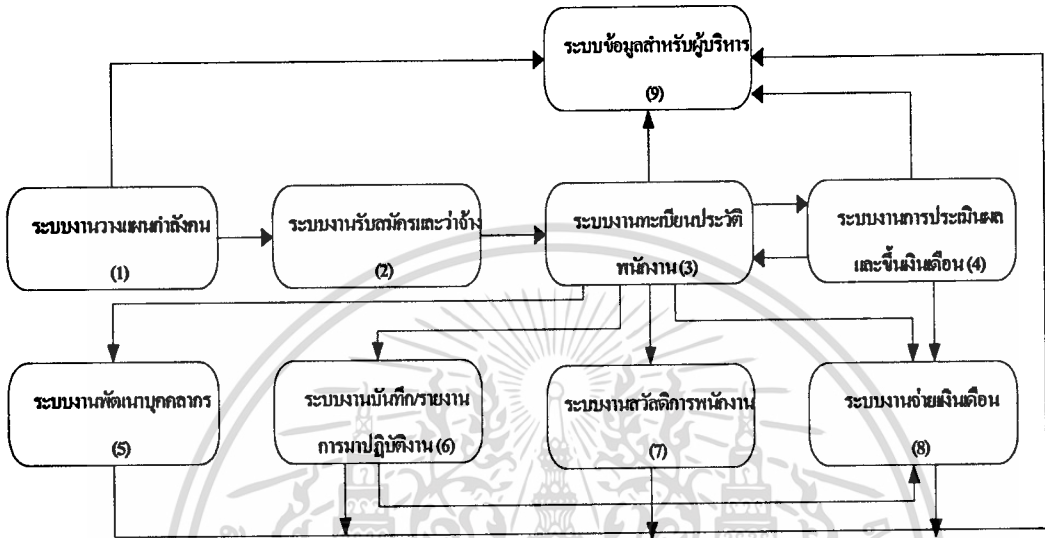 ระบบข้อมูลสำหรับผู้บริหาร
(9)
ระบบงานวางแผนกำลังคน
(1)
ระบบงานรับสมัครและว่าจ้าง
(2)
ระบบงานทะเบียนประวัติ
พนักงาน (3)
ระบบงานการประเมินผล
และขึ้นเงินเดือน (4)
ระบบงานพัฒนาบุคคลากร
(5)
ระบบงานบันทึก/รายงาน
การมาปฏิบัติงาน (6)
ระบบงานสวัสดิการพนักงาน
(7)
ระบบงานจ่ายเงินเดือน
(8)